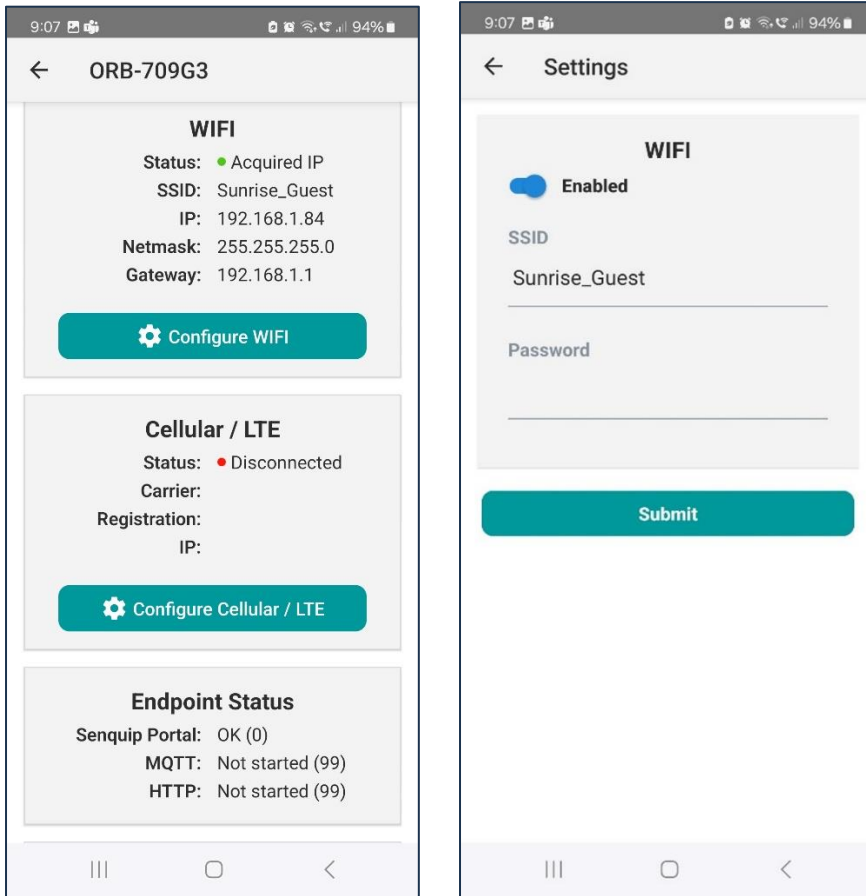 9:07 94%
ORB-709G3
WIFI
Status: Acquired IP
SSID: Sunrise_Guest
IP: 192.168.1.84
Netmask: 255.255.255.0
Gateway: 192.168.1.1
Configure WIFI
Cellular / LTE
Status: Disconnected
Carrier:
Registration:
IP:
Configure Cellular / LTE
Endpoint Status
Senquip Portal: OK (0)
MQTT: Not started (99)
HTTP: Not started (99)
9:07 94%
Settings
WIFI
Enabled
SSID
Sunrise_Guest
Password
Submit